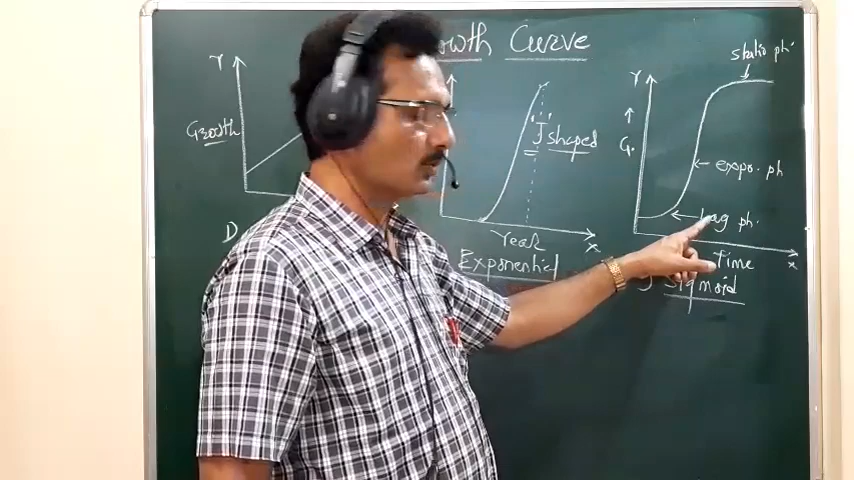 owth Curve
Y
Growth
D
J
shaped
Year
X
Exponential
Y
G.
statio ph
expo. ph
Lag ph.
Time
X
Sigmoid